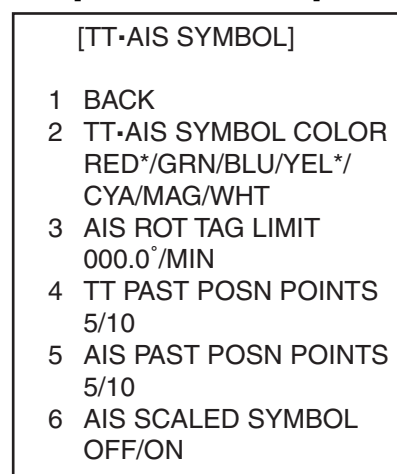 [TT•AIS SYMBOL]
1 BACK
2 TT•AIS SYMBOL COLOR
RED*/GRN/BLU/YEL*/
CYA/MAG/WHT
3 AIS ROT TAG LIMIT
000.0°/MIN
4 TT PAST POSN POINTS
5/10
5 AIS PAST POSN POINTS
5/10
6 AIS SCALED SYMBOL
OFF/ON